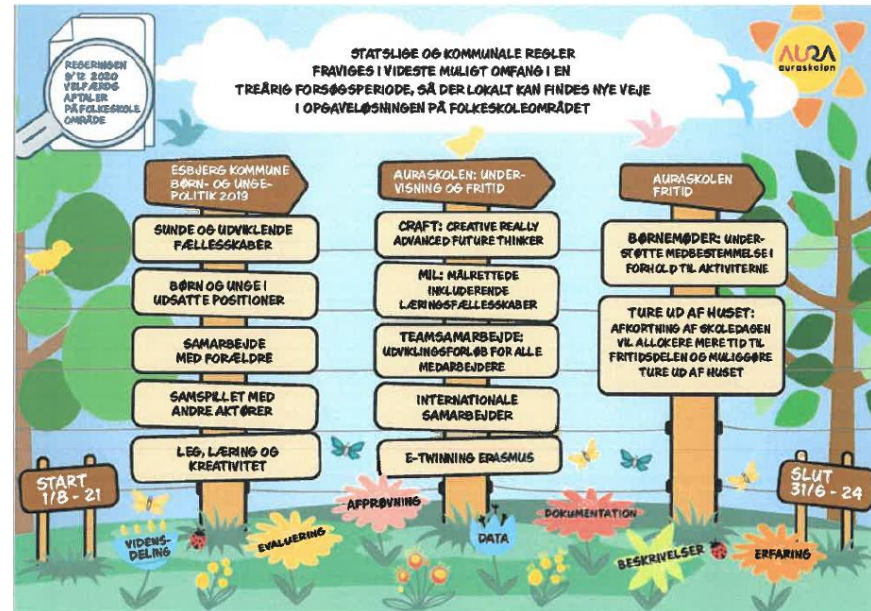 REGERINGEN
9/12 2020
VELFÆRDS
AFTALER
PÅ FOLKESKOLE
OMRÅDE
STATSLIGE OG KOMMUNALE REGLER
FRAVIGES I VIDESTE MULIGT OMFANG I EN
TREÅRIG FORSØGSPERIODE, SÅ DER LOKALT KAN FINDES NYE VEJE
I OPGAVELØSNINGEN PÅ FOLKESKOLEOMRÅDET
AURA
auraskolen
ESBJERG KOMMUNE
BØRN- OG UNGE-
POLITIK 2019
SUNDE OG UDVIKLENDE
FÆLLESSKABER
BØRN OG UNGE I
UDSATTE POSITIONER
SAMARBEJDE
MED FORÆLDRE
SAMSPILLET MED
ANDRE AKTØRER
LEG, LÆRING OG
KREATIVITET
AURASKOLEN: UNDER-
VISNING OG FRITID
CRAFT: CREATIVE REALLY
ADVANCED FUTURE THINKER
MIL: MÅLRETTEDE
INKLUDERENDE
LÆRINGSFÆLLESSKABER
TEAMSAMARBEJDE:
UDVIKLINGSFORLØB FOR ALLE
MEDARBEJDERE
INTERNATIONALE
SAMARBEJDER
E-TWINNING ERASMUS
AURASKOLEN
FRITID
BØRNEMØDER: UNDER-
STØTTE MEDBESTEMMELSE I
FORHOLD TIL AKTIVITERNE
TURE UD AF HUSET:
AFKORTNING AF SKOLEDAGEN
VIL ALLOKERE MERE TID TIL
FRITIDSDELEN OG MULIGGØRE
TURE UD AF HUSET
START
1/8 - 21
SLUT
31/6 - 24
VIDENS-
DELING
EVALUERING
AFPRØVNING
DATA
DOKUMENTATION
BESKRIVELSER
ERFARING